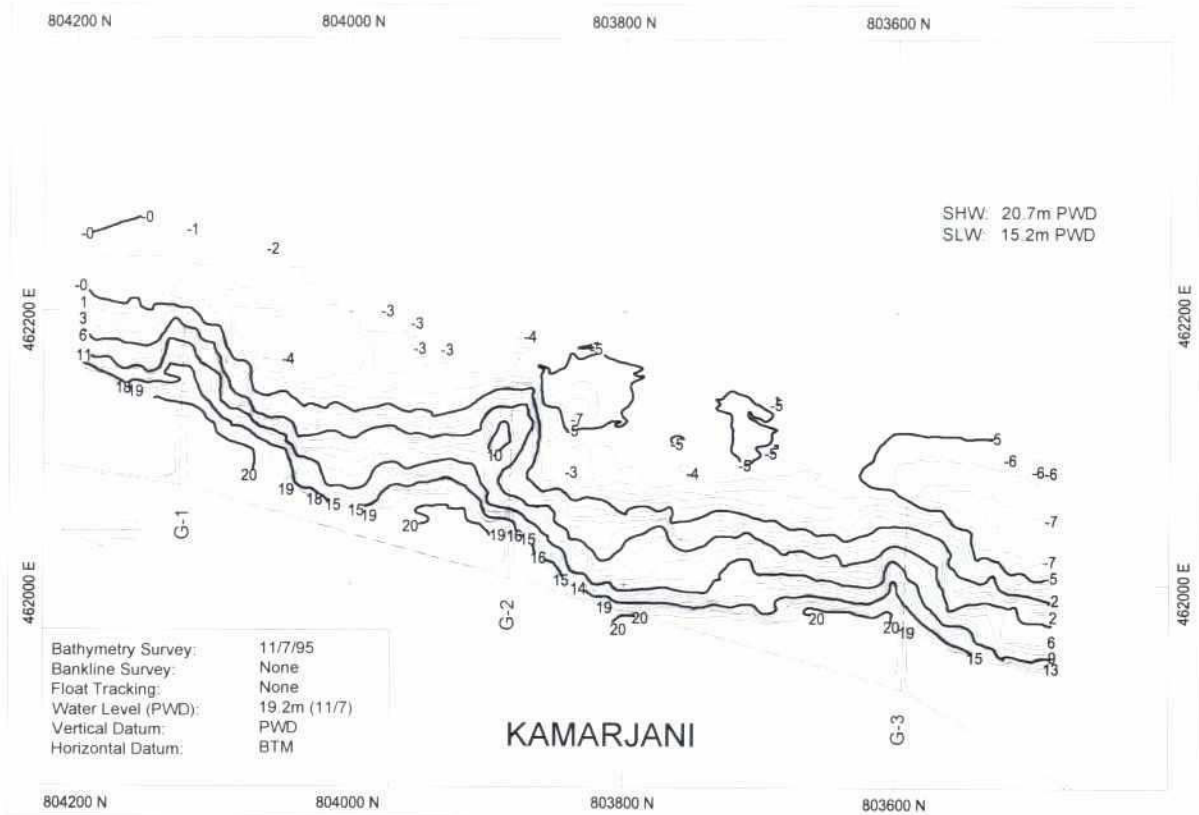 804200 N 804000 N 803800 N 803600 N
SHW: 20.7m PWD
SLW: 15.2m PWD
-0 -0 -1
-2
-0
1
3
6
11
462200 E
462200 E
-3
-3
-3 -3
-4
-4
-5
18 19
-7
5
-5
-5
-5
-5
10
5
-6
-6-6
20
-3
-4
19
18 15
15 19
20
19 16 15
-7
16
15
14
-7
5
2
2
19
20
20
20
20
19
6
9
13
15
462000 E
462000 E
G-1
G-2
G-3
Bathymetry Survey: 11/7/95
Bankline Survey: None
Float Tracking: None
Water Level (PWD): 19.2m (11/7)
Vertical Datum: PWD
Horizontal Datum: BTM
KAMARJANI
804200 N 804000 N 803800 N 803600 N